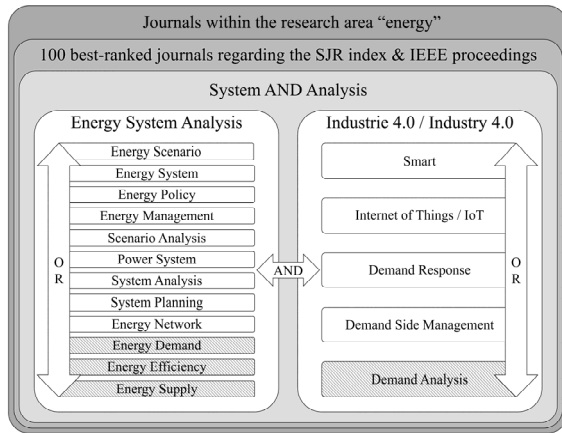 Journals within the research area “energy”
100 best-ranked journals regarding the SJR index & IEEE proceedings
System AND Analysis
Energy System Analysis
Energy Scenario
Energy System
Energy Policy
Energy Management
Scenario Analysis
Power System
System Analysis
System Planning
Energy Network
Energy Demand
Energy Efficiency
Energy Supply
OR
AND
Industrie 4.0 / Industry 4.0
Smart
Internet of Things / IoT
Demand Response
Demand Side Management
Demand Analysis
OR